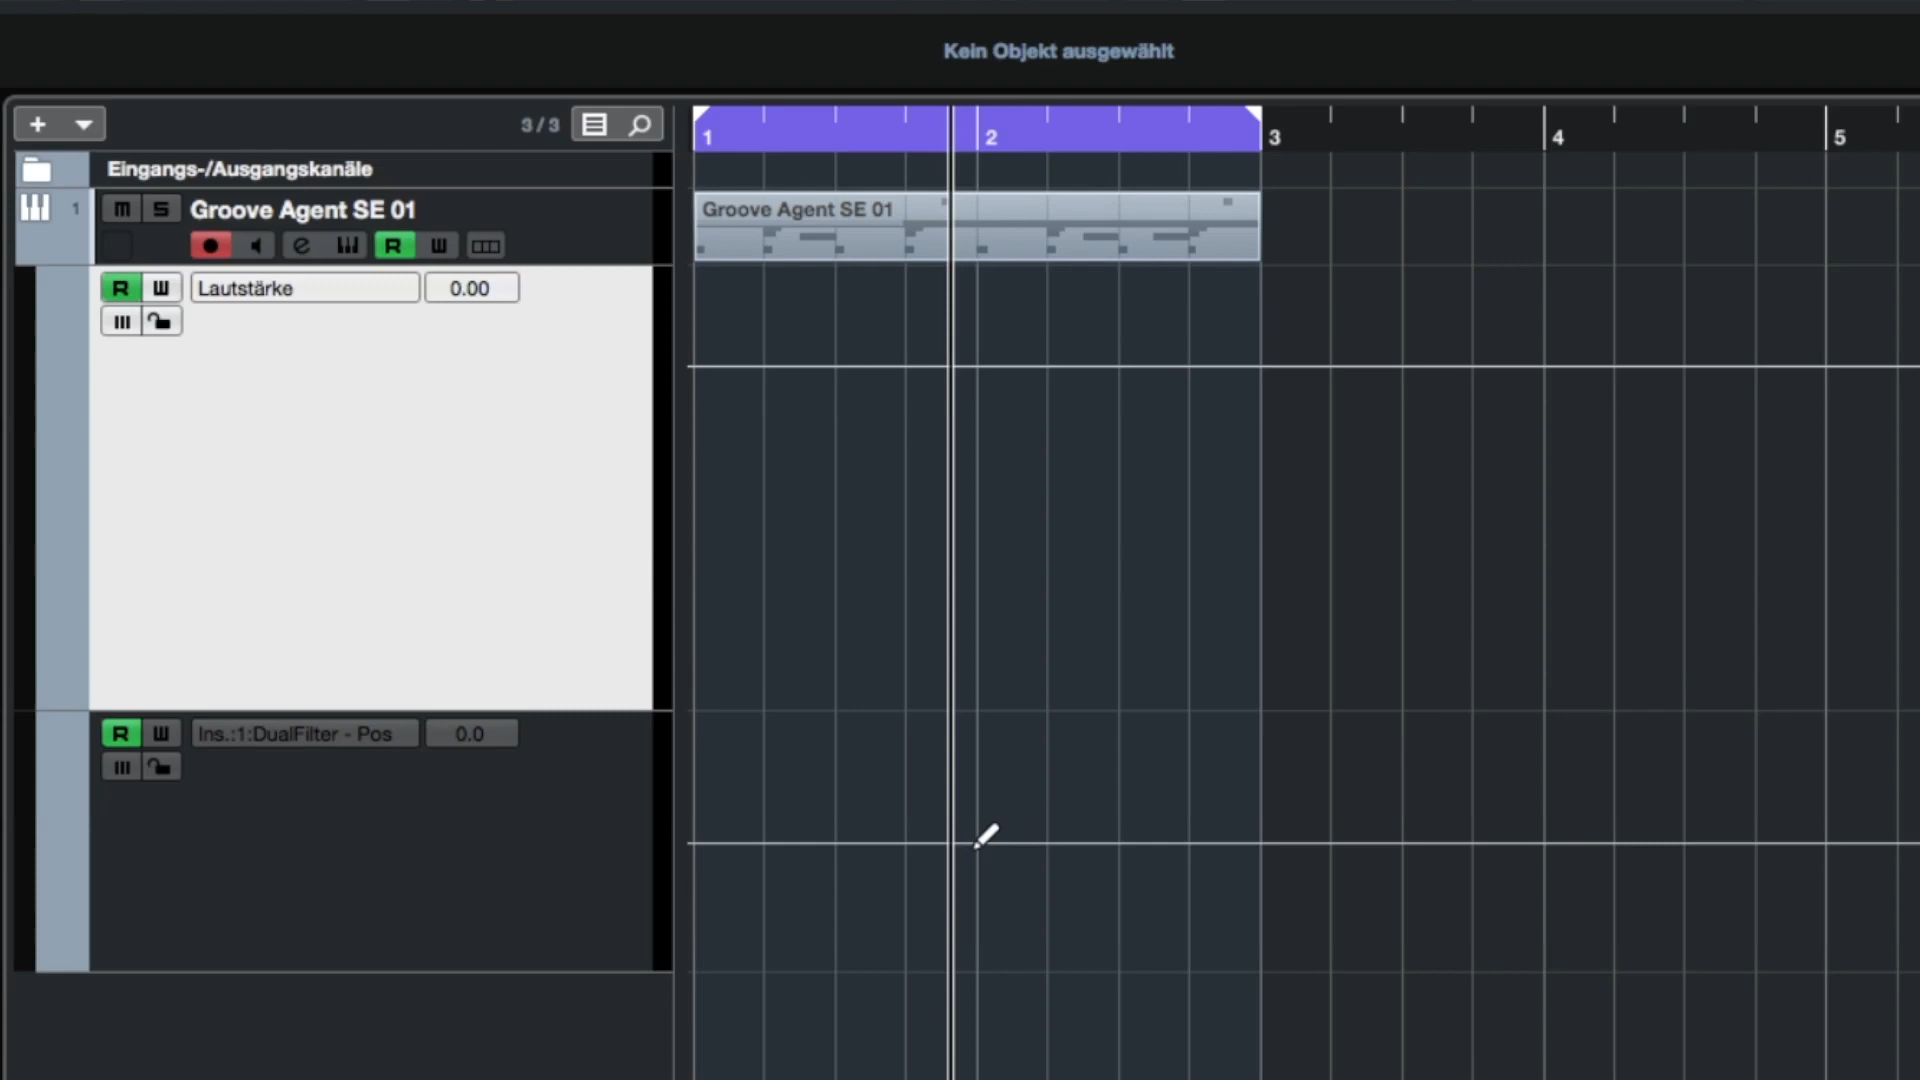 Kein Objekt ausgewählt
+ 3/3
1 2 3 4 5
Eingangs-/Ausgangskanäle
1 m S Groove Agent SE 01
e R W
Groove Agent SE 01
R W Lautstärke 0.00
R W Ins.:1:DualFilter - Pos 0.0